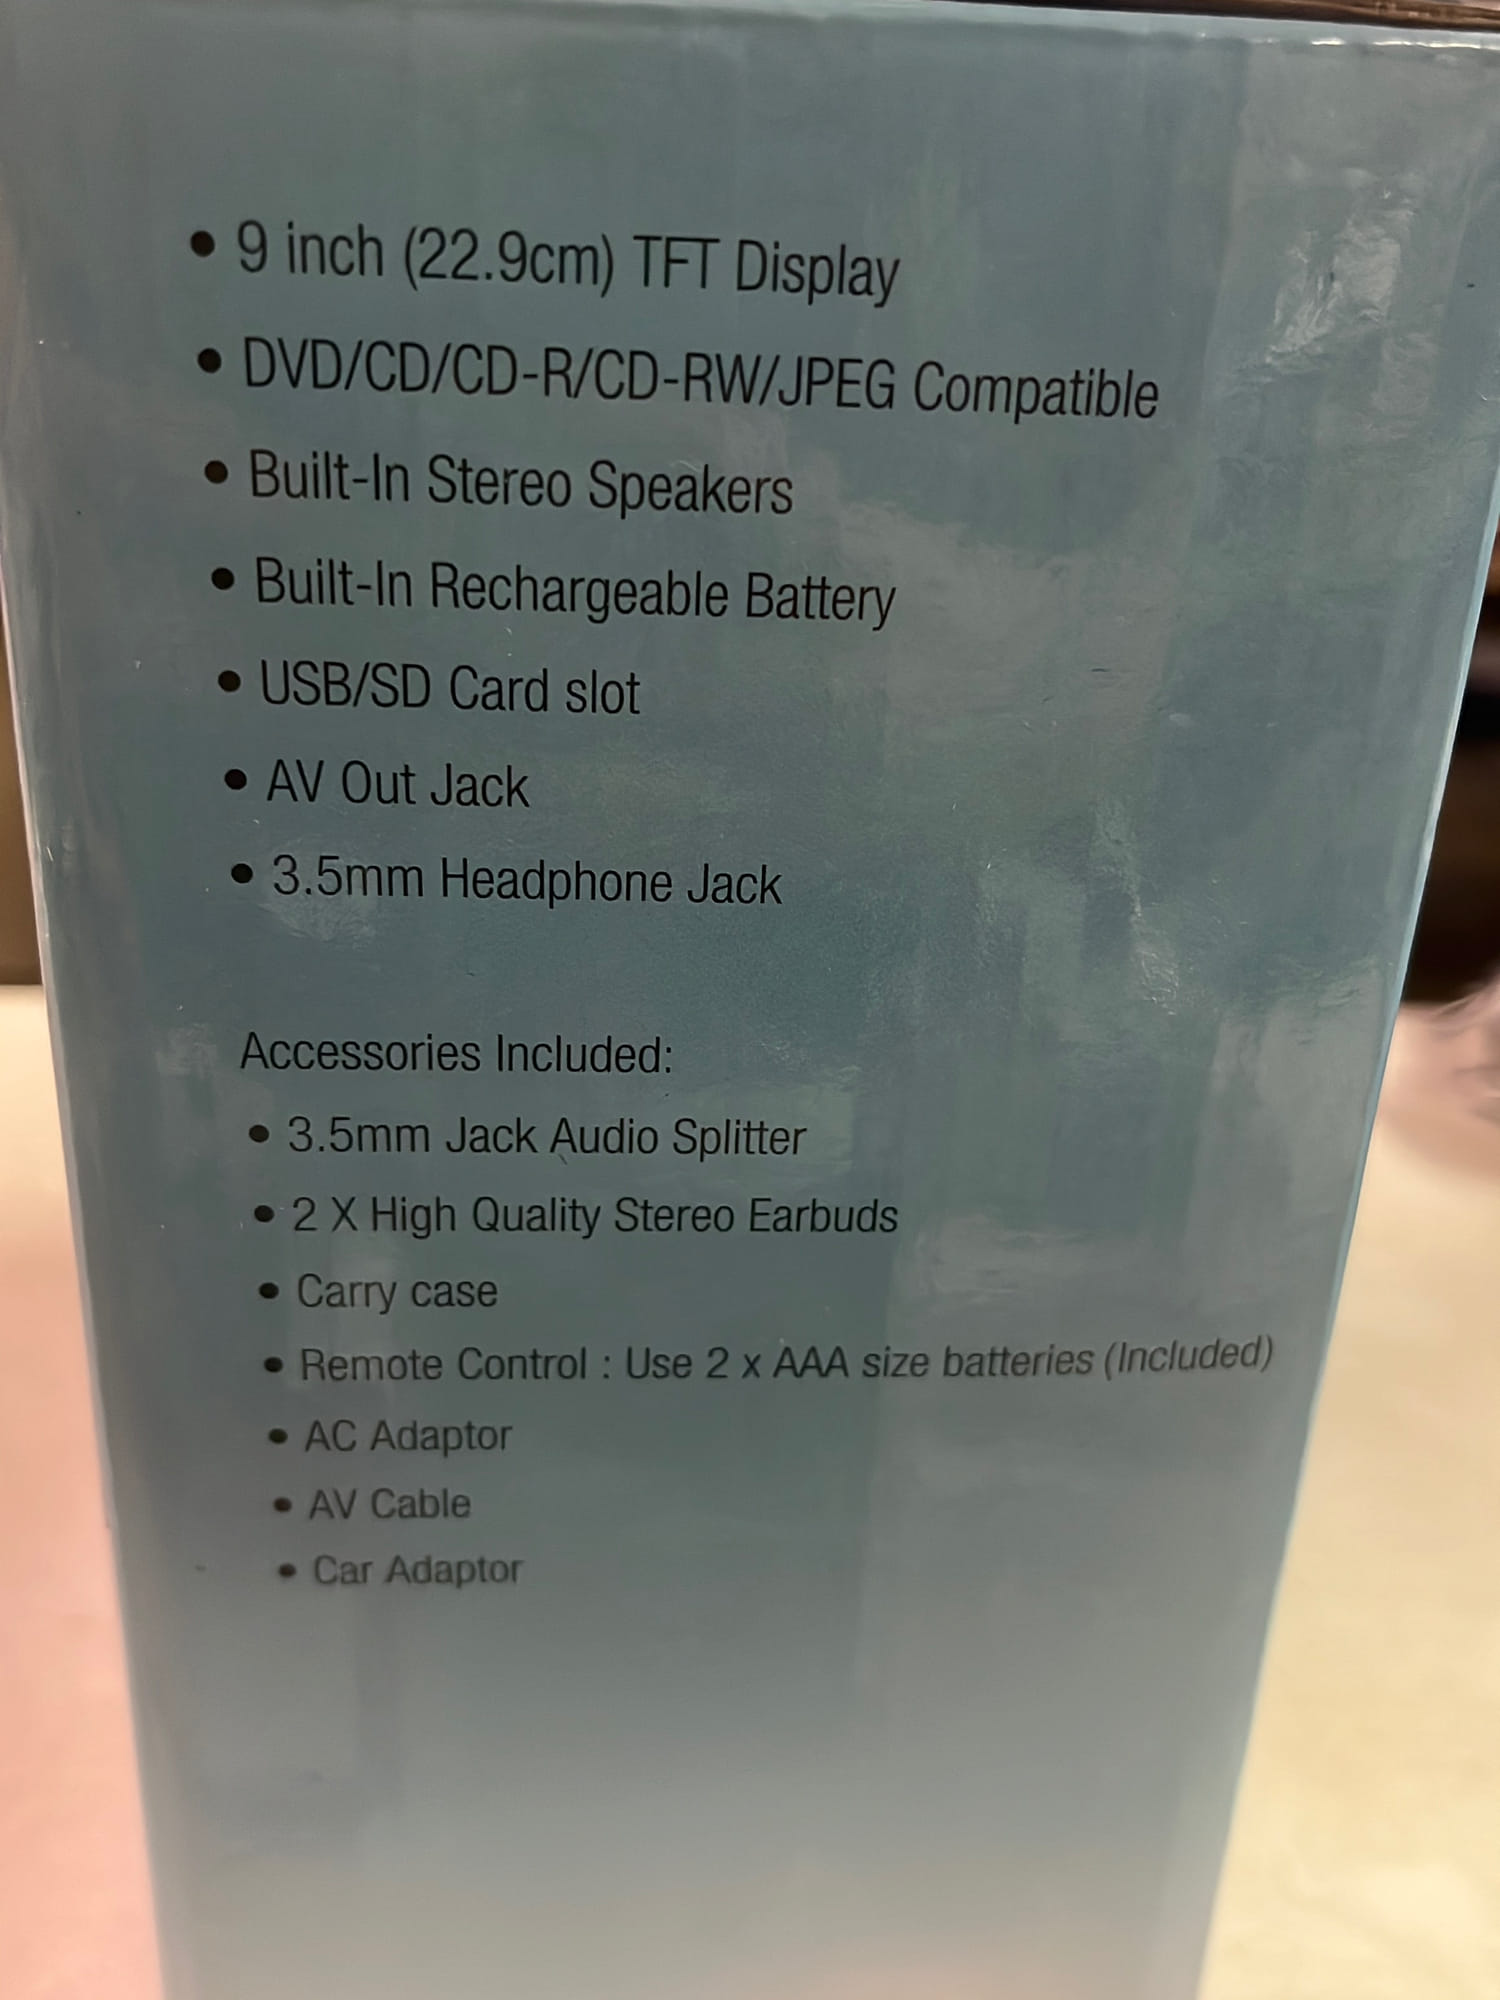 • 9 inch (22.9cm) TFT Display
• DVD/CD/CD-R/CD-RW/JPEG Compatible
• Built-In Stereo Speakers
• Built-In Rechargeable Battery
• USB/SD Card slot
• AV Out Jack
• 3.5mm Headphone Jack
Accessories Included:
• 3.5mm Jack Audio Splitter
• 2 X High Quality Stereo Earbuds
• Carry case
• Remote Control : Use 2 x AAA size batteries (Included)
• AC Adaptor
• AV Cable
• Car Adaptor